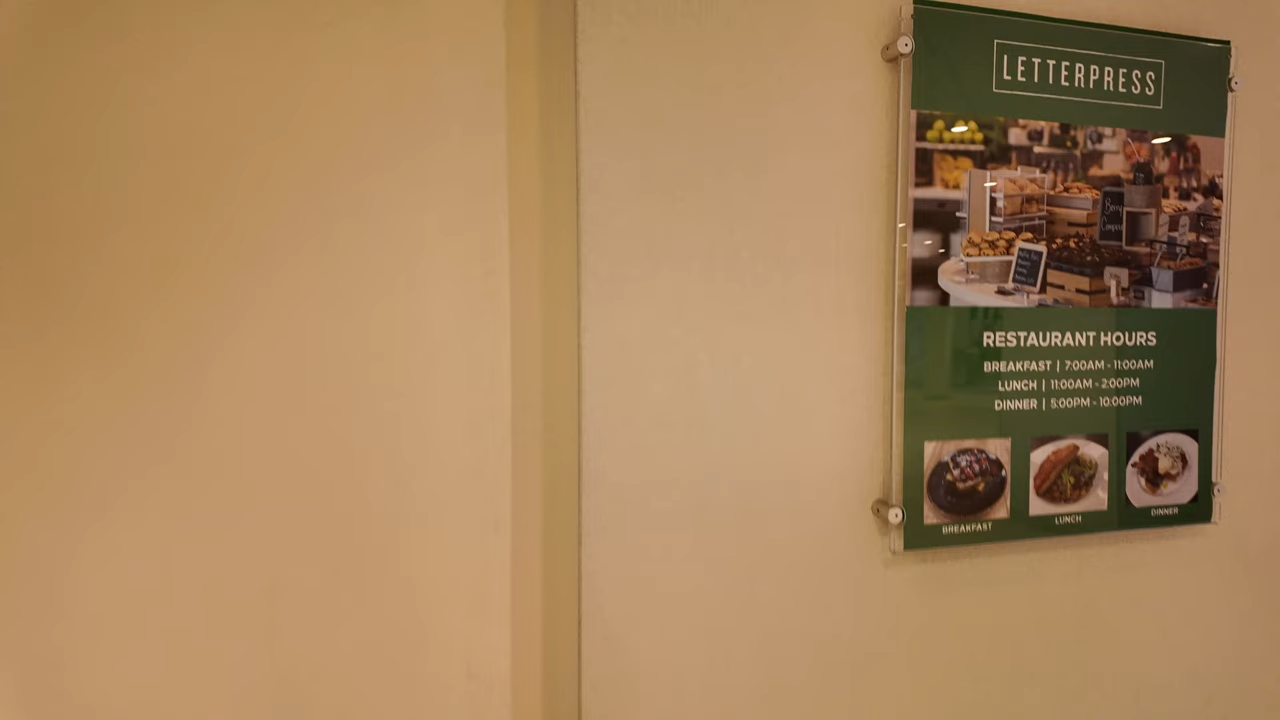 LETTERPRESS
Berry
RESTAURANT HOURS
BREAKFAST | 7:00AM - 11:00AM
LUNCH | 11:00AM - 2:00PM
DINNER | 5:00PM - 10:00PM
BREAKFAST
LUNCH
DINNER